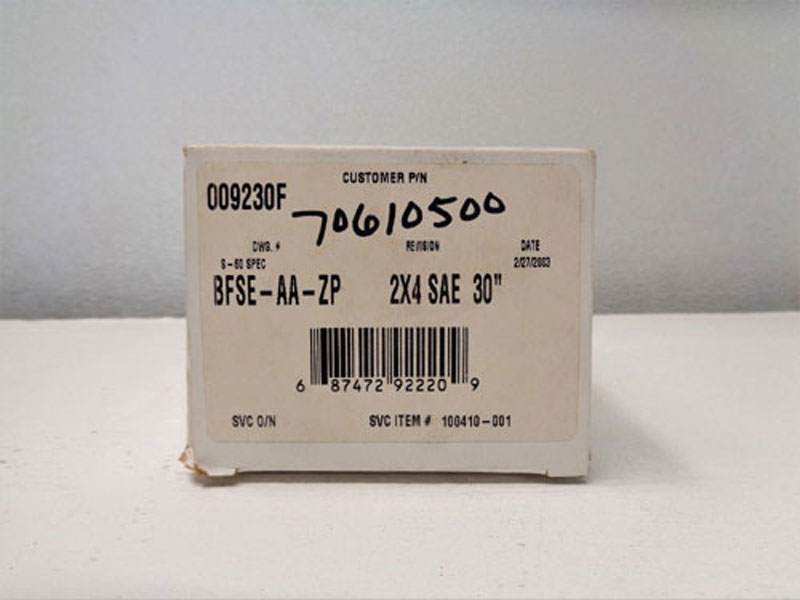 CUSTOMER P/N
009230F
70610500
DWG. # REVISION DATE
S-60 SPEC 2/27/2003
BFSE-AA-ZP 2X4 SAE 30"
6 87472 92220 9
SVC O/N SVC ITEM # 100410-001